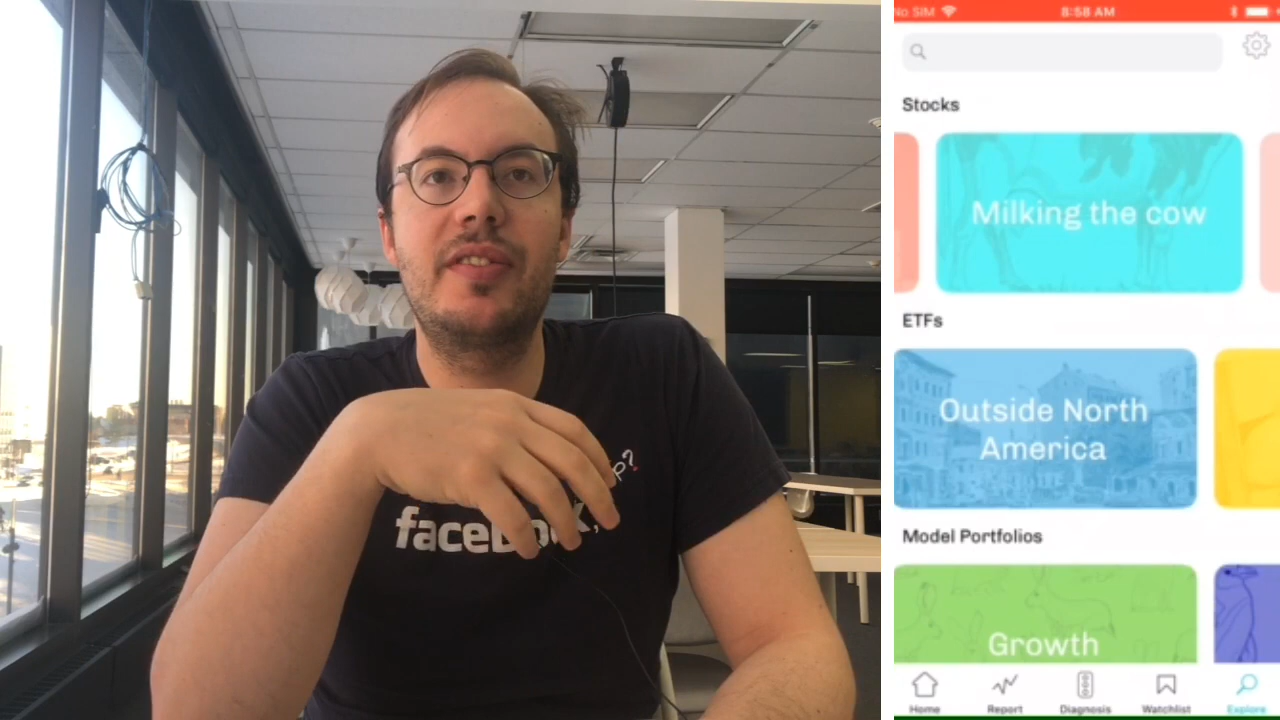 facebook,
?
No SIM
8:58 AM
Stocks
Milking the cow
ETFs
Outside North
America
Model Portfolios
Growth
Home
Report
Diagnosis
Watchlist
Explore